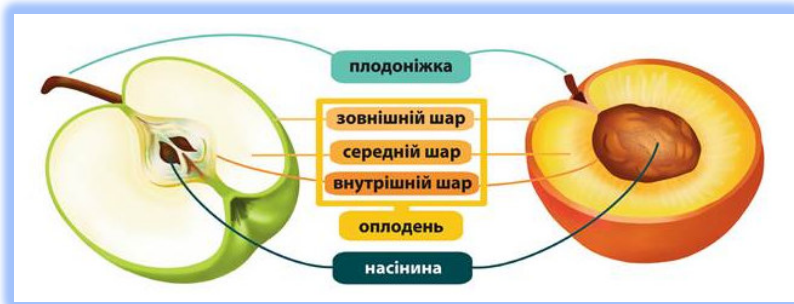 плодоніжка
зовнішній шар
середній шар
внутрішній шар
оплодень
насінина